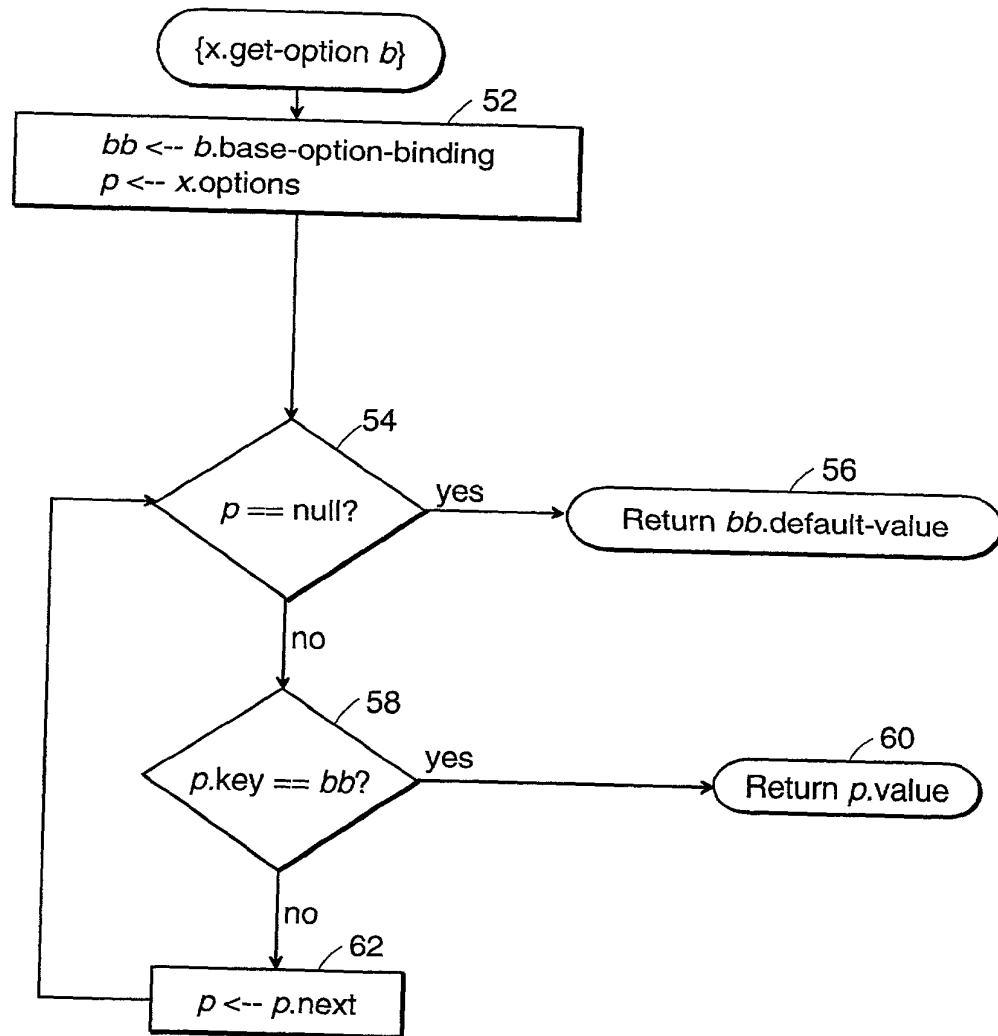 {x.get-option b}
52
bb <-- b.base-option-binding
p <-- x.options
54
p == null?
yes
56
Return bb.default-value
no
58
p.key == bb?
yes
60
Return p.value
no
62
p <-- p.next